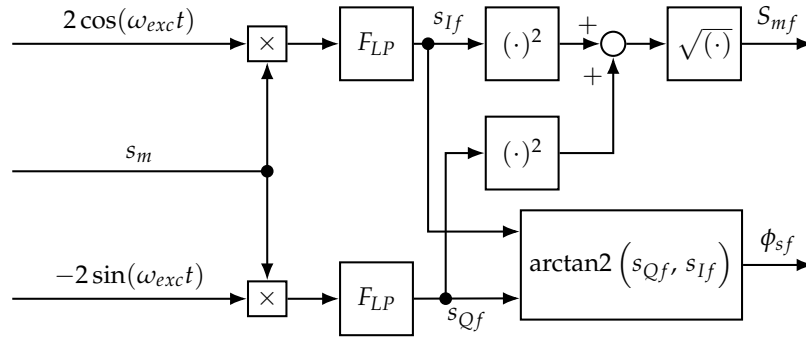 2 cos(ω_exc t)
×
F_LP
s_If
(·)²
+
+
√(·)
S_mf
s_m
(·)²
−2 sin(ω_exc t)
×
F_LP
s_Qf
arctan2 (s_Qf, s_If)
ϕ_sf